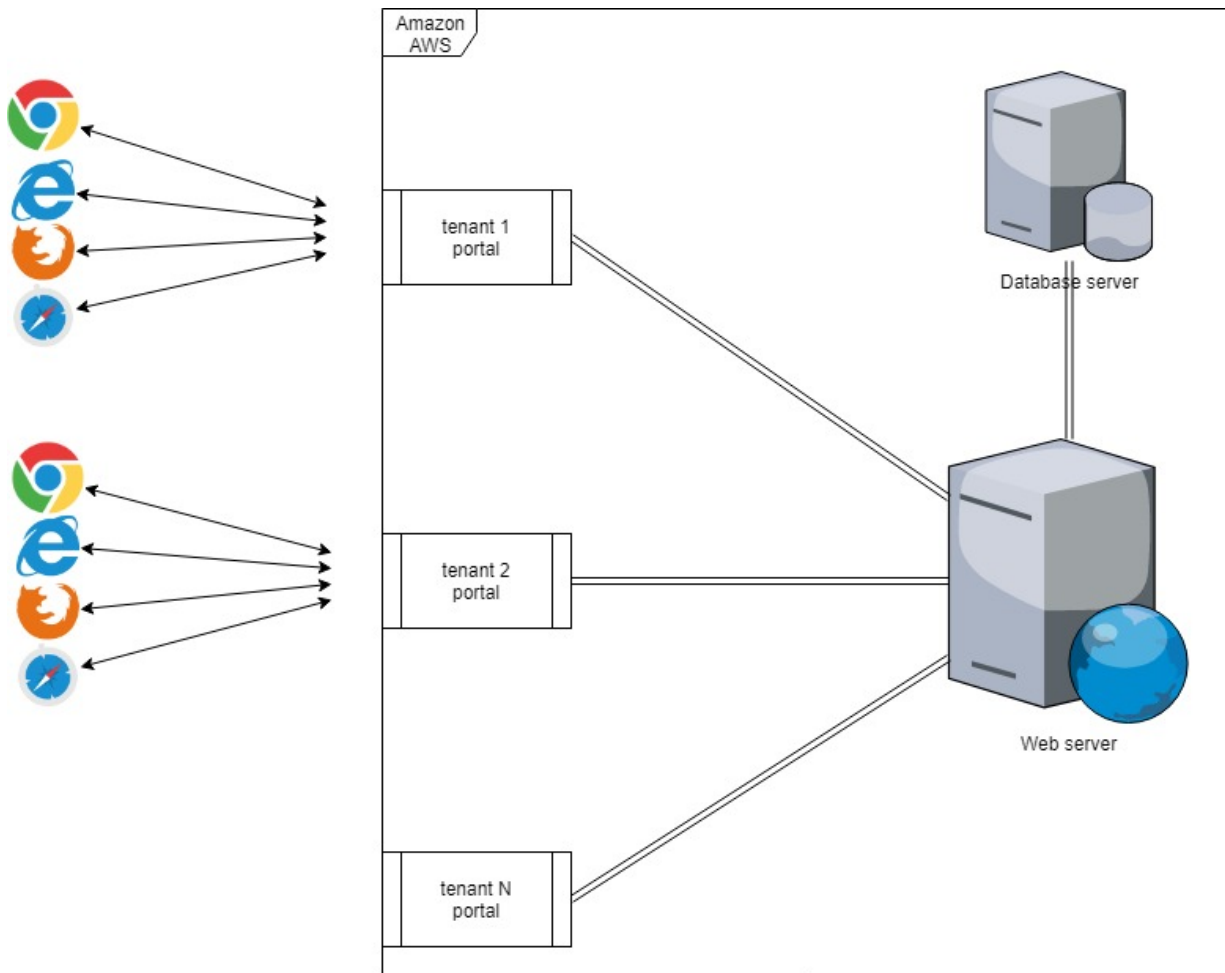 Amazon
AWS
tenant 1
portal
Database server
tenant 2
portal
Web server
tenant N
portal